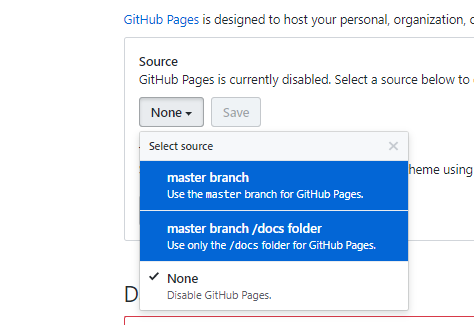 GitHub Pages is designed to host your personal, organization,
Source
GitHub Pages is currently disabled. Select a source below to
None
Save
Select source
heme using
master branch
Use the master branch for GitHub Pages.
master branch /docs folder
Use only the /docs folder for GitHub Pages.
None
Disable GitHub Pages.
D